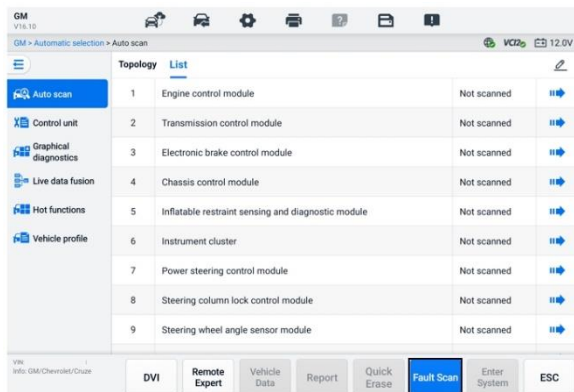 GM
V16.10
GM > Automatic selection > Auto scan
VCI2
12.0V
Topology List
Auto scan
Control unit
Graphical
diagnostics
Live data fusion
Hot functions
Vehicle profile
1 Engine control module Not scanned
2 Transmission control module Not scanned
3 Electronic brake control module Not scanned
4 Chassis control module Not scanned
5 Inflatable restraint sensing and diagnostic module Not scanned
6 Instrument cluster Not scanned
7 Power steering control module Not scanned
8 Steering column lock control module Not scanned
9 Steering wheel angle sensor module Not scanned
VIN:
Info: GM/Chevrolet/Cruze
DVI
Remote
Expert
Vehicle
Data
Report
Quick
Erase
Fault Scan
Enter
System
ESC